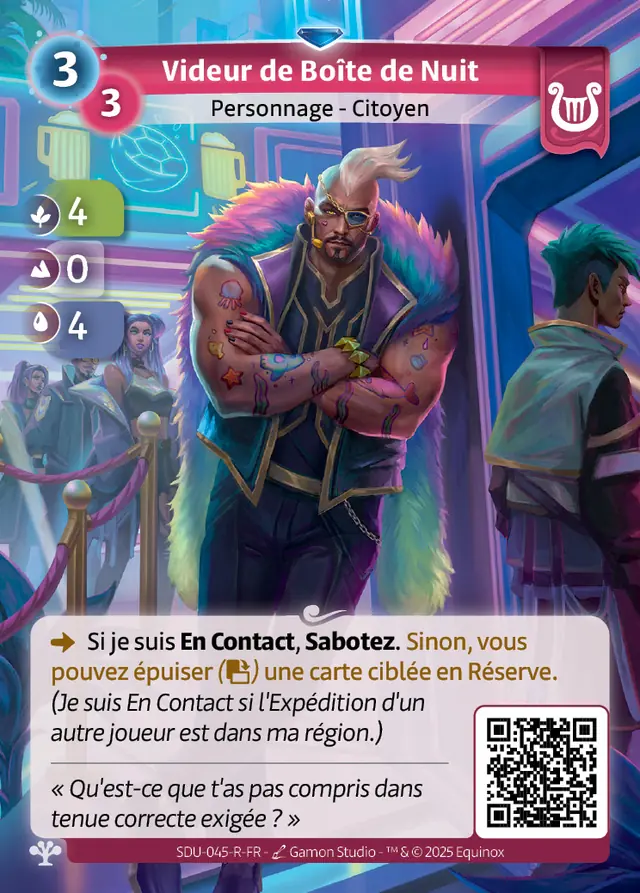 3
3
Videur de Boîte de Nuit
Personnage - Citoyen
4
0
4
Si je suis En Contact, Sabotez. Sinon, vous
pouvez épuiser () une carte ciblée en Réserve.
(Je suis En Contact si l'Expédition d'un
autre joueur est dans ma région.)
« Qu'est-ce que t'as pas compris dans
tenue correcte exigée ? »
SDU-045-R-FR - Gamon Studio - ™ & © 2025 Equinox